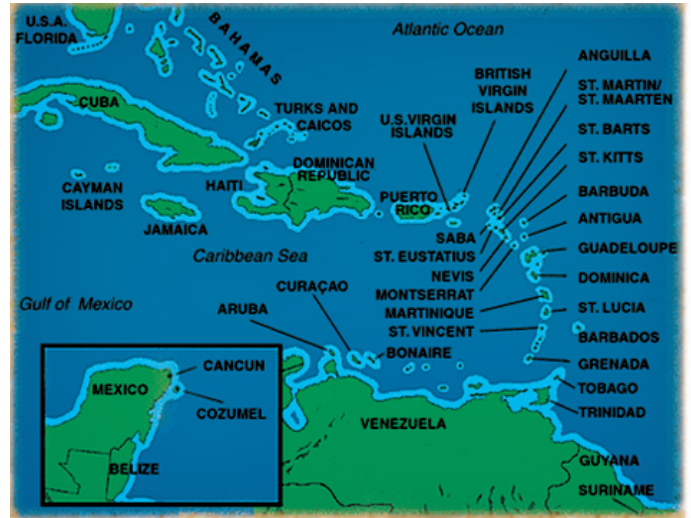 U.S.A.
FLORIDA
BAHAMAS
Atlantic Ocean
ANGUILLA
BRITISH
VIRGIN
ISLANDS
ST. MARTIN/
ST. MAARTEN
CUBA
TURKS AND
CAICOS
U.S.VIRGIN
ISLANDS
ST. BARTS
ST. KITTS
DOMINICAN
REPUBLIC
HAITI
CAYMAN
ISLANDS
PUERTO
RICO
BARBUDA
JAMAICA
ANTIGUA
SABA
ST. EUSTATIUS
GUADELOUPE
Caribbean Sea
NEVIS
DOMINICA
CURAÇAO
MONTSERRAT
Gulf of Mexico
ARUBA
MARTINIQUE
ST. LUCIA
ST. VINCENT
BARBADOS
BONAIRE
GRENADA
CANCUN
MEXICO
TOBAGO
COZUMEL
TRINIDAD
VENEZUELA
BELIZE
GUYANA
SURINAME